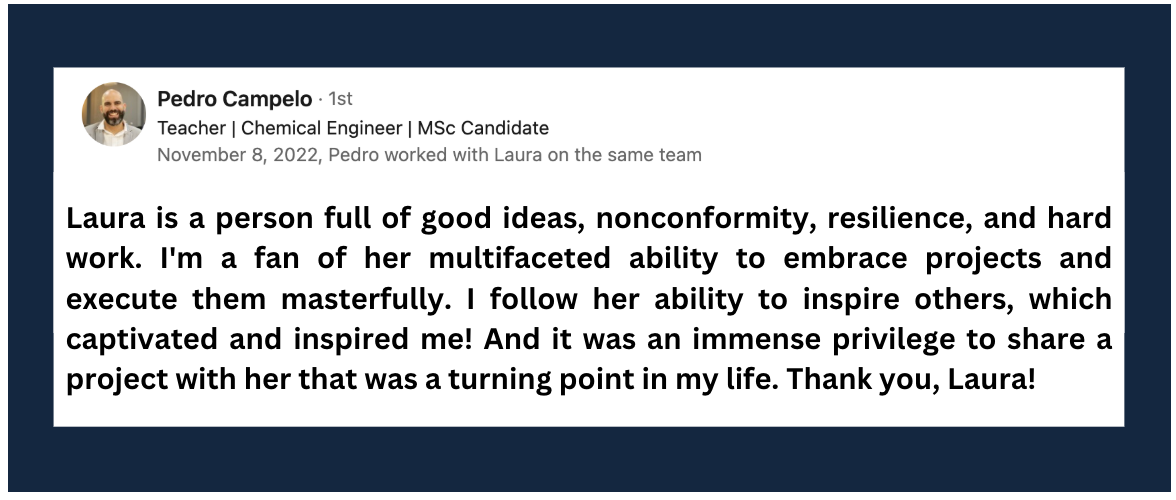 Pedro Campelo · 1st
Teacher | Chemical Engineer | MSc Candidate
November 8, 2022, Pedro worked with Laura on the same team
Laura is a person full of good ideas, nonconformity, resilience, and hard
work. I'm a fan of her multifaceted ability to embrace projects and
execute them masterfully. I follow her ability to inspire others, which
captivated and inspired me! And it was an immense privilege to share a
project with her that was a turning point in my life. Thank you, Laura!